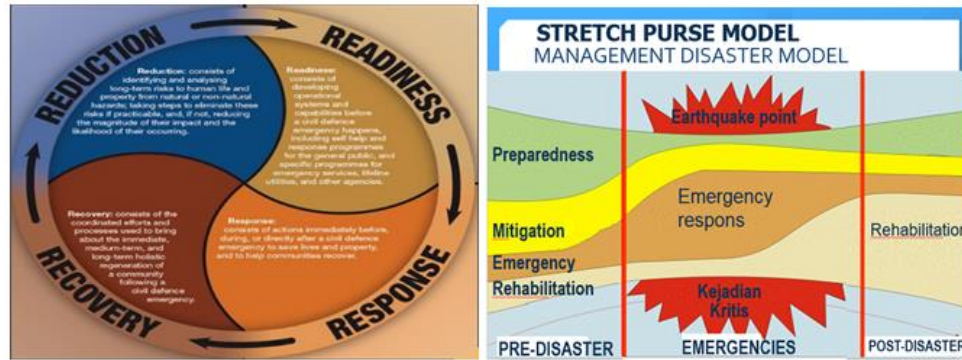 REDUCTION
READINESS
RESPONSE
RECOVERY
Reduction: consists of
identifying and analysing
long-term risks to human life and
property from natural or non-natural
hazards; taking steps to eliminate these
risks if practicable, and, if not, reducing
the magnitude of their impact and the
likelihood of their occurring.
Readiness:
consists of
developing
operational
systems and
capabilities before
a civil defence
emergency happens,
including self help and
response programmes
for the general public, and
specific programmes for
emergency services, lifeline
utilities, and other agencies.
Recovery: consists of the
coordinated efforts and
processes used to bring
about the immediate,
medium-term, and
long-term holistic
regeneration of
a community
following a
civil defence
emergency.
Response:
consists of actions immediately before,
during, or directly after a civil defence
emergency to save lives and property,
and to help communities recover.
STRETCH PURSE MODEL
MANAGEMENT DISASTER MODEL
Earthquake point
Preparedness
Mitigation
Emergency
Rehabilitation
Emergency
respons
Rehabilitation
Kejadian
Kritis
PRE-DISASTER
EMERGENCIES
POST-DISASTER